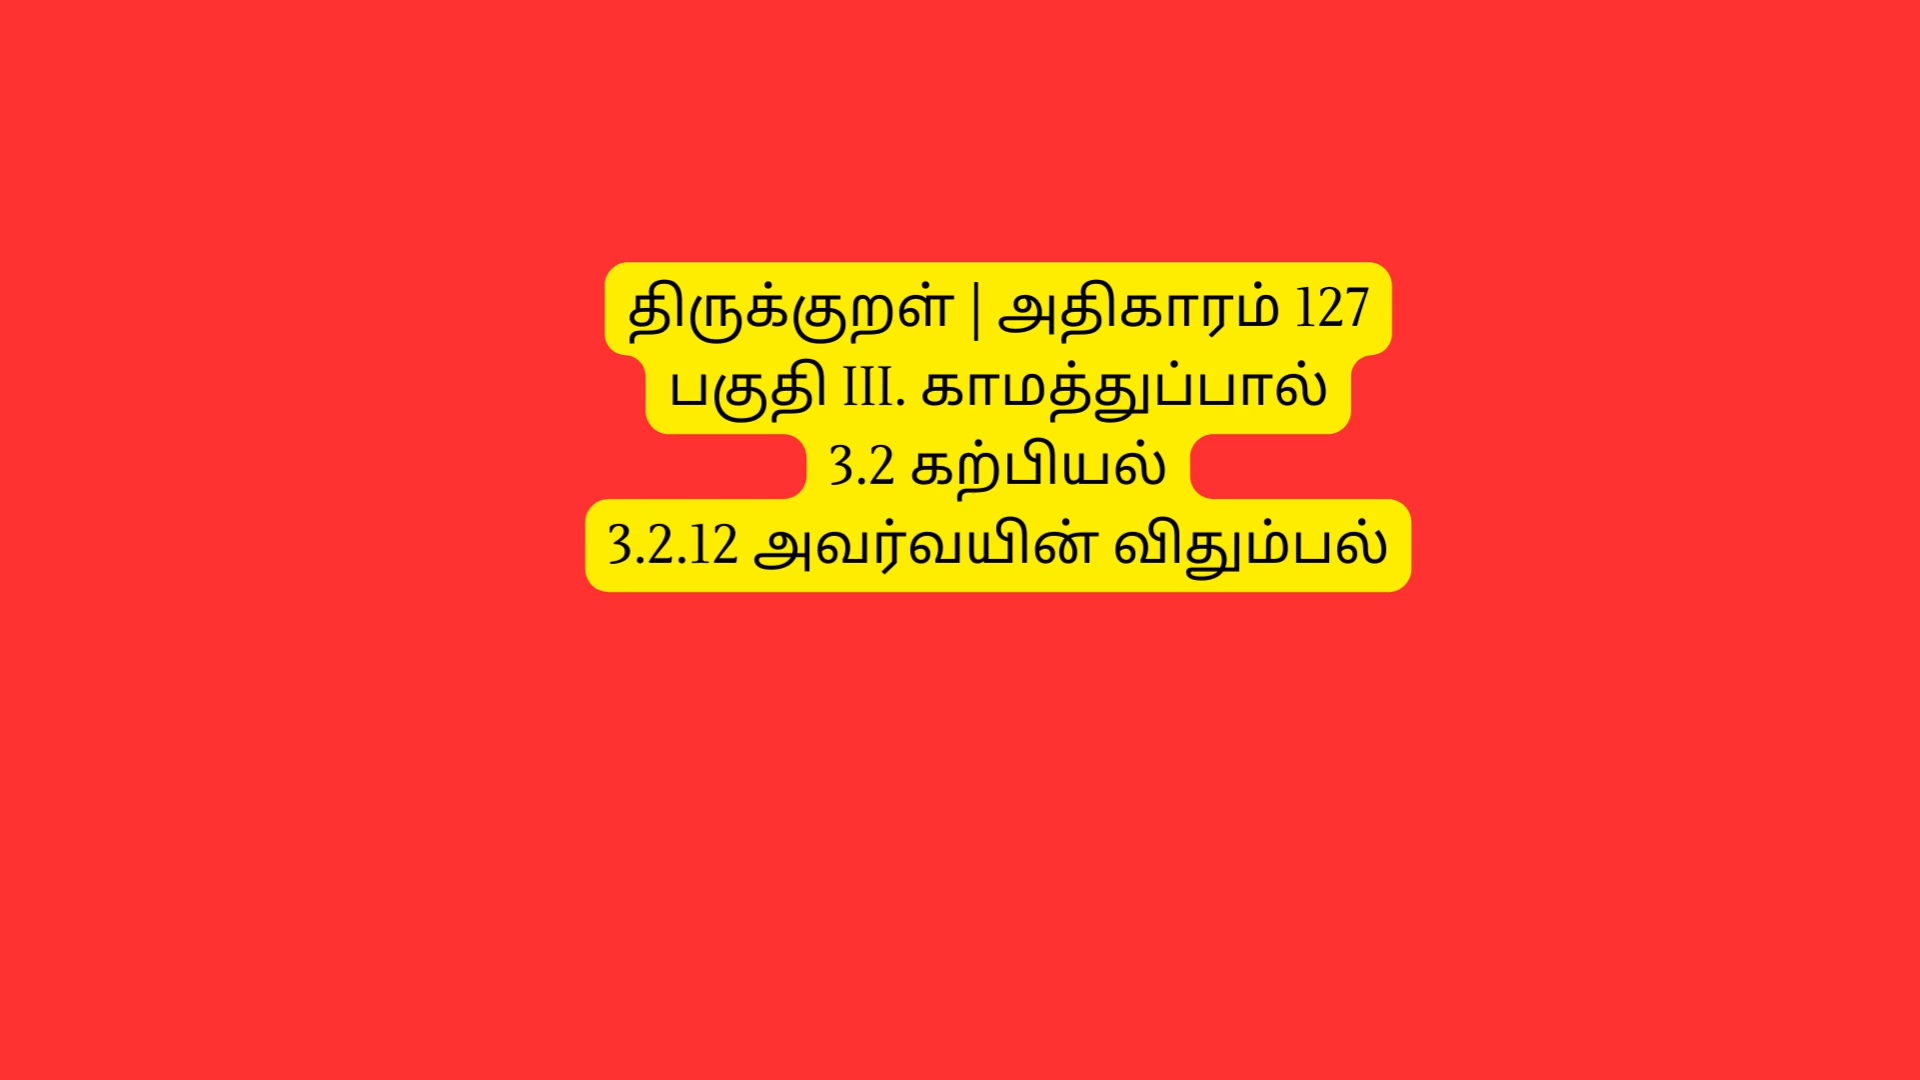 திருக்குறள் | அதிகாரம் 127
பகுதி III. காமத்துப்பால்
3.2 கற்பியல்
3.2.12 அவர்வயின் விதும்பல்